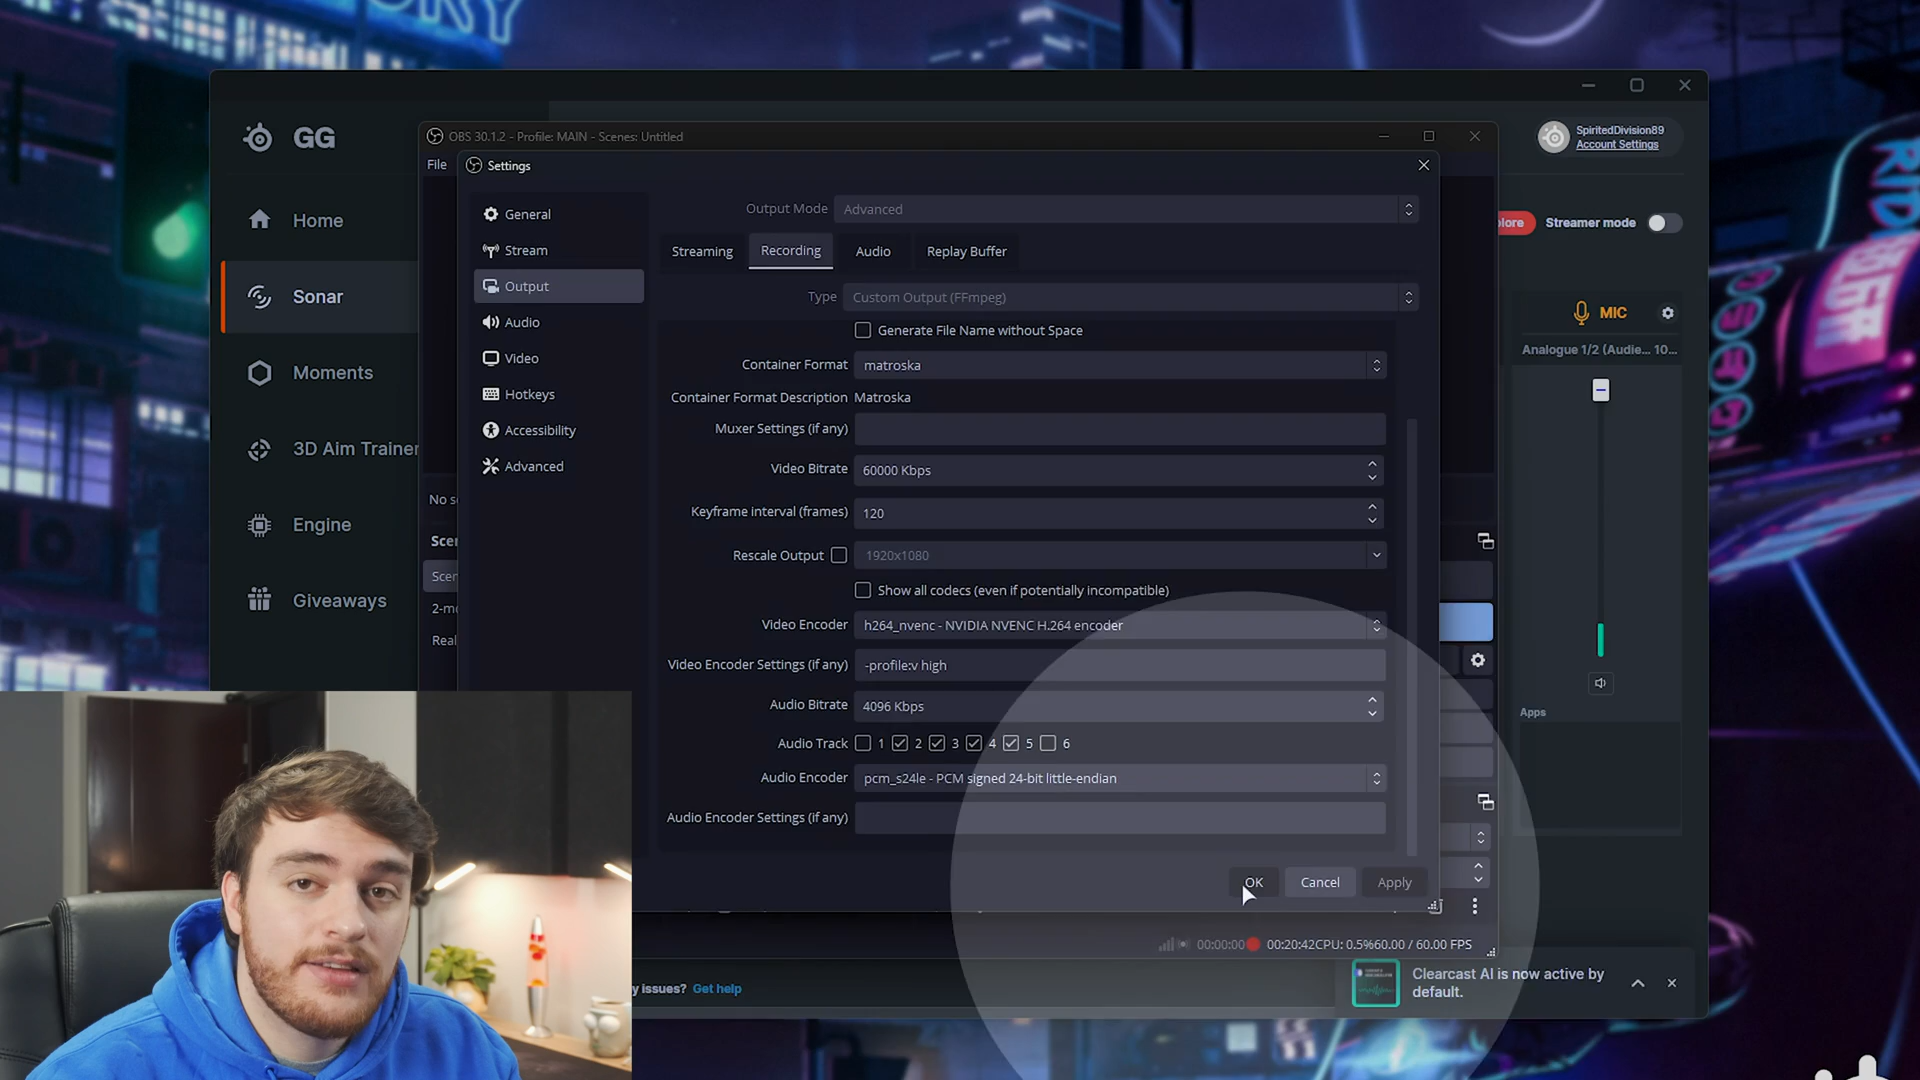 GG
SpiritedDivision89
Account Settings
OBS 30.1.2 - Profile: MAIN - Scenes: Untitled
File
Settings
Home
Sonar
Moments
3D Aim Trainer
Engine
Giveaways
General
Stream
Output
Audio
Video
Hotkeys
Accessibility
Advanced
Output Mode Advanced
Streaming Recording Audio Replay Buffer
Type Custom Output (FFmpeg)
Generate File Name without Space
Container Format matroska
Container Format Description Matroska
Muxer Settings (if any)
Video Bitrate 60000 Kbps
Keyframe interval (frames) 120
Rescale Output 1920x1080
Show all codecs (even if potentially incompatible)
Video Encoder h264_nvenc - NVIDIA NVENC H.264 encoder
Video Encoder Settings (if any) -profile:v high
Audio Bitrate 4096 Kbps
Audio Track 1 2 3 4 5 6
Audio Encoder pcm_s24le - PCM signed 24-bit little-endian
Audio Encoder Settings (if any)
OK Cancel Apply
00:00:00 00:20:42 CPU: 0.5% 60.00 / 60.00 FPS
Streamer mode
MIC
Analogue 1/2 (Audie... 10...
Apps
issues? Get help
Clearcast AI is now active by
default.